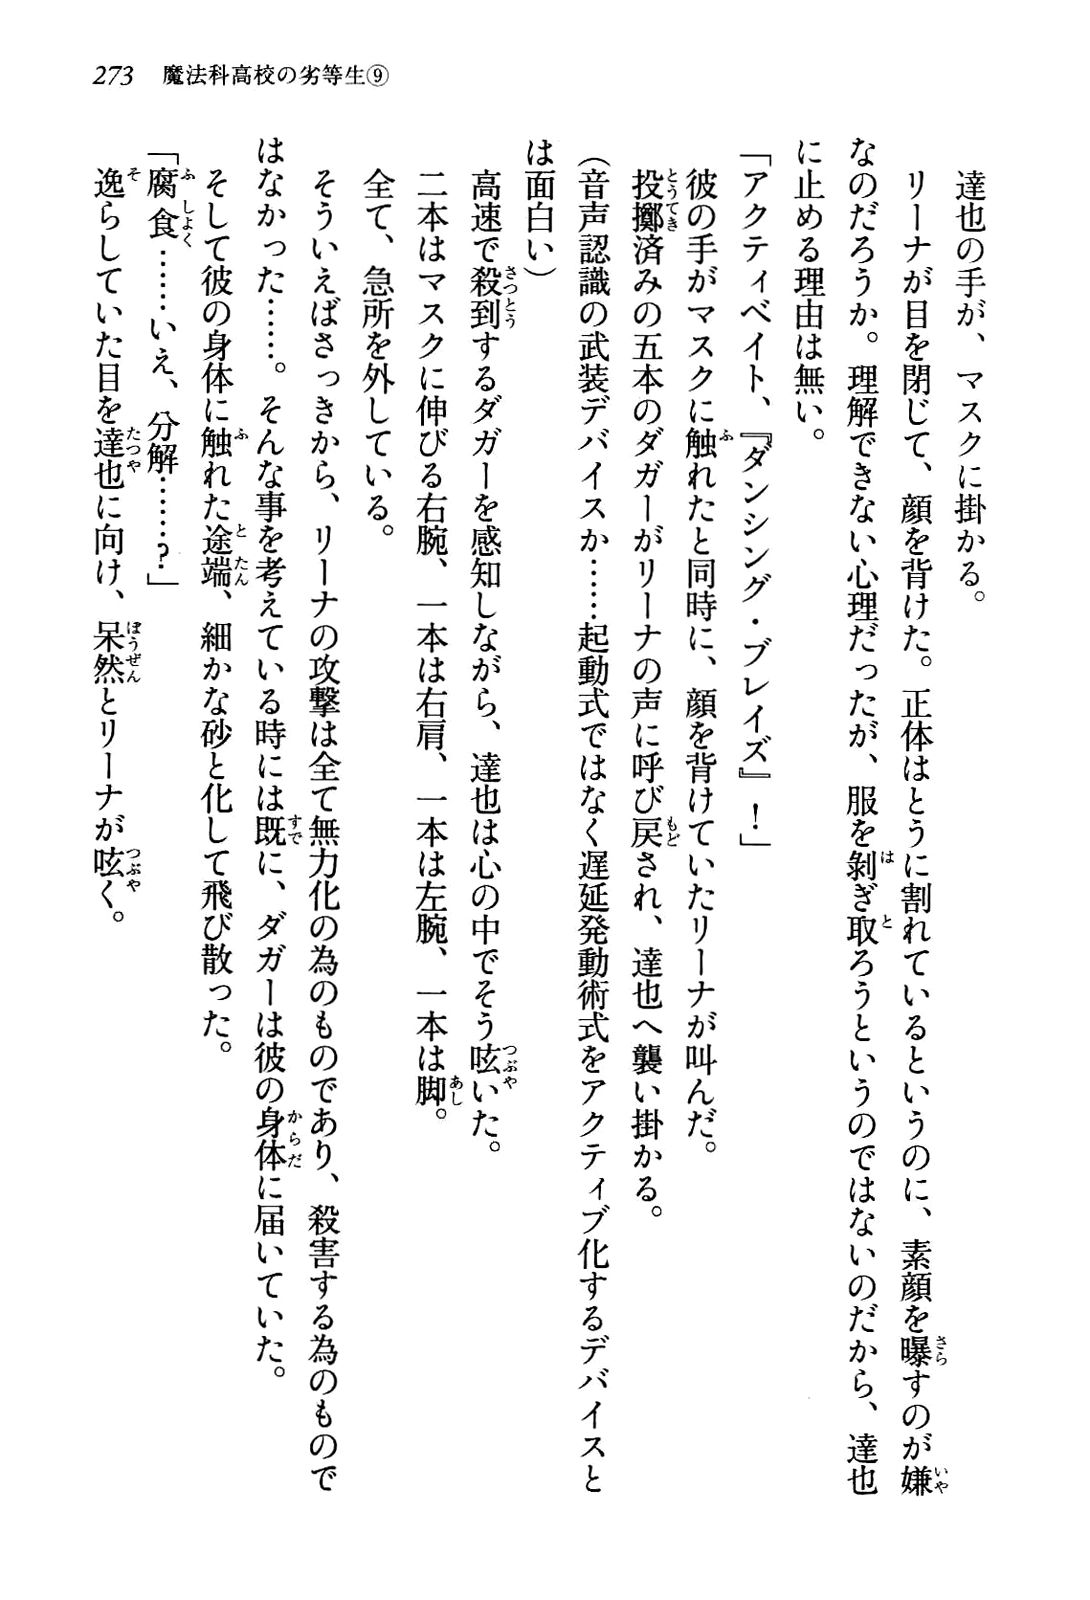 273 魔法科高校の劣等生⑨
達也の手が、マスクに掛かる。
リーナが目を閉じて、顔を背けた。正体はとうに割れているというのに、素顔を曝すのが嫌
なのだろうか。理解できない心理だったが、服を剝ぎ取ろうというのではないのだから、達也
に止める理由は無い。
「アクティベイト、『ダンシング・ブレイズ』！」
彼の手がマスクに触れたと同時に、顔を背けていたリーナが叫んだ。
投擲済みの五本のダガーがリーナの声に呼び戻され、達也へ襲い掛かる。
（音声認識の武装デバイスか……起動式ではなく遅延発動術式をアクティブ化するデバイスと
は面白い）
高速で殺到するダガーを感知しながら、達也は心の中でそう呟いた。
二本はマスクに伸びる右腕、一本は右肩、一本は左腕、一本は脚。
全て、急所を外している。
そういえばさっきから、リーナの攻撃は全て無力化の為のものであり、殺害する為のもので
はなかった……。そんな事を考えている時には既に、ダガーは彼の身体に届いていた。
そして彼の身体に触れた途端、細かな砂と化して飛び散った。
「腐食……いえ、分解……？」
逸らしていた目を達也に向け、呆然とリーナが呟く。